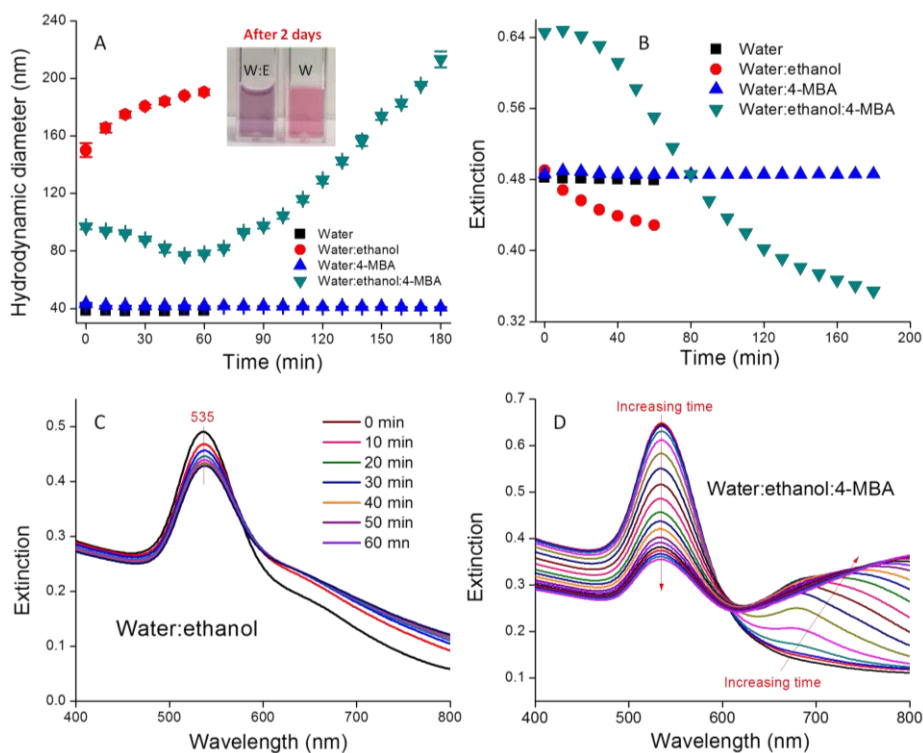 A
After 2 days
W:E W
Hydrodynamic diameter (nm)
240
200
160
120
80
40
0 30 60 90 120 150 180
Time (min)
Water
Water:ethanol
Water:4-MBA
Water:ethanol:4-MBA
B
Extinction
0.64
0.56
0.48
0.40
0.32
0 40 80 120 160 200
Time (min)
Water
Water:ethanol
Water:4-MBA
Water:ethanol:4-MBA
C
535
Extinction
0.5
0.4
0.3
0.2
0.1
0.0
400 500 600 700 800
Wavelength (nm)
0 min
10 min
20 min
30 min
40 min
50 min
60 mn
Water:ethanol
D
Increasing time
Extinction
0.7
0.6
0.5
0.4
0.3
0.2
0.1
400 500 600 700 800
Wavelength (nm)
Water:ethanol:4-MBA
Increasing time